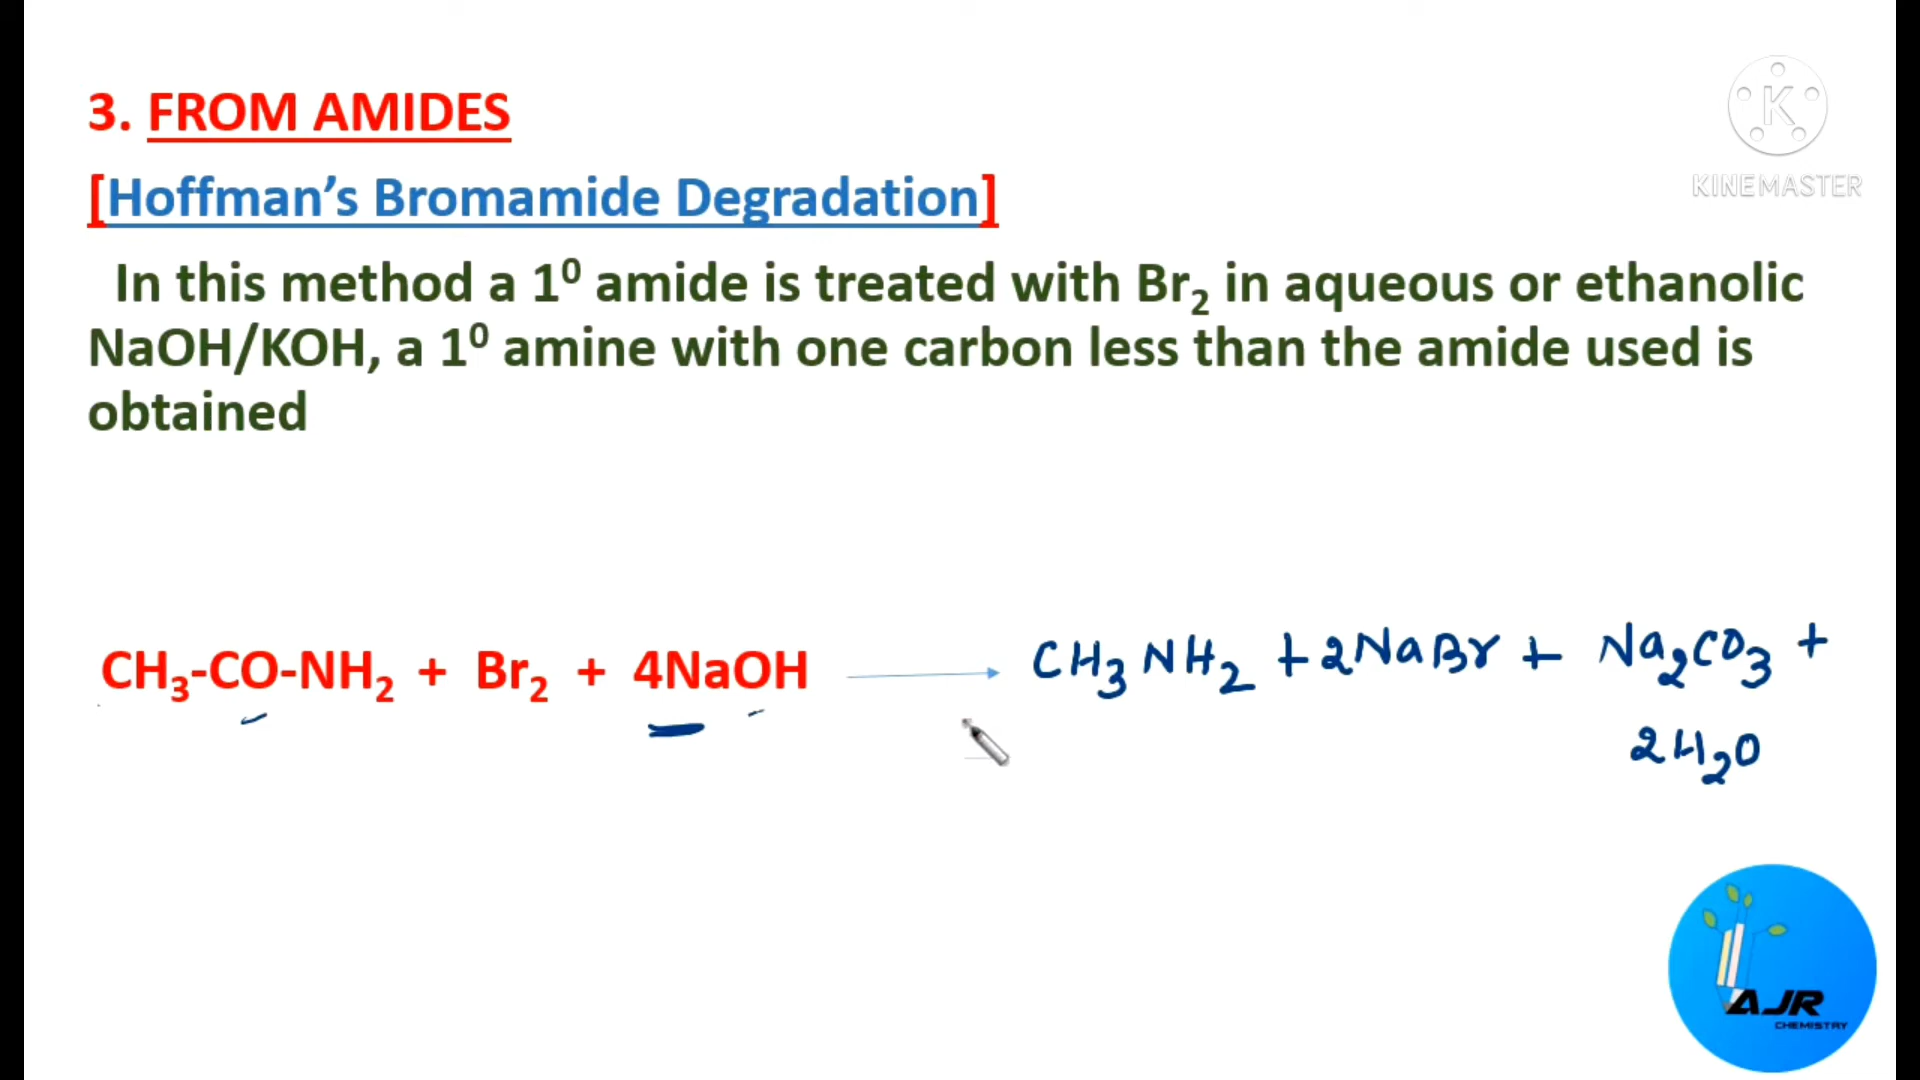 3. FROM AMIDES
K
KINEMASTER
[Hoffman’s Bromamide Degradation]
In this method a 1⁰ amide is treated with Br₂ in aqueous or ethanolic
NaOH/KOH, a 1⁰ amine with one carbon less than the amide used is
obtained
CH₃-CO-NH₂ + Br₂ + 4NaOH → CH₃NH₂ + 2NaBr + Na₂CO₃ +
2H₂O
AJR
CHEMISTRY